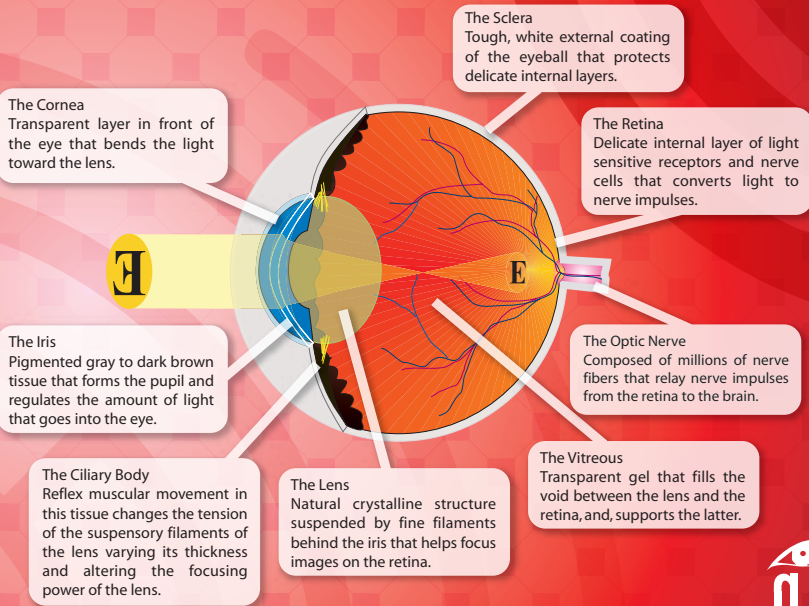 The Sclera
Tough, white external coating
of the eyeball that protects
delicate internal layers.
The Cornea
Transparent layer in front of
the eye that bends the light
toward the lens.
The Retina
Delicate internal layer of light
sensitive receptors and nerve
cells that converts light to
nerve impulses.
E
E
The Iris
Pigmented gray to dark brown
tissue that forms the pupil and
regulates the amount of light
that goes into the eye.
The Optic Nerve
Composed of millions of nerve
fibers that relay nerve impulses
from the retina to the brain.
The Ciliary Body
Reflex muscular movement in
this tissue changes the tension
of the suspensory filaments of
the lens varying its thickness
and altering the focusing
power of the lens.
The Lens
Natural crystalline structure
suspended by fine filaments
behind the iris that helps focus
images on the retina.
The Vitreous
Transparent gel that fills the
void between the lens and the
retina, and, supports the latter.